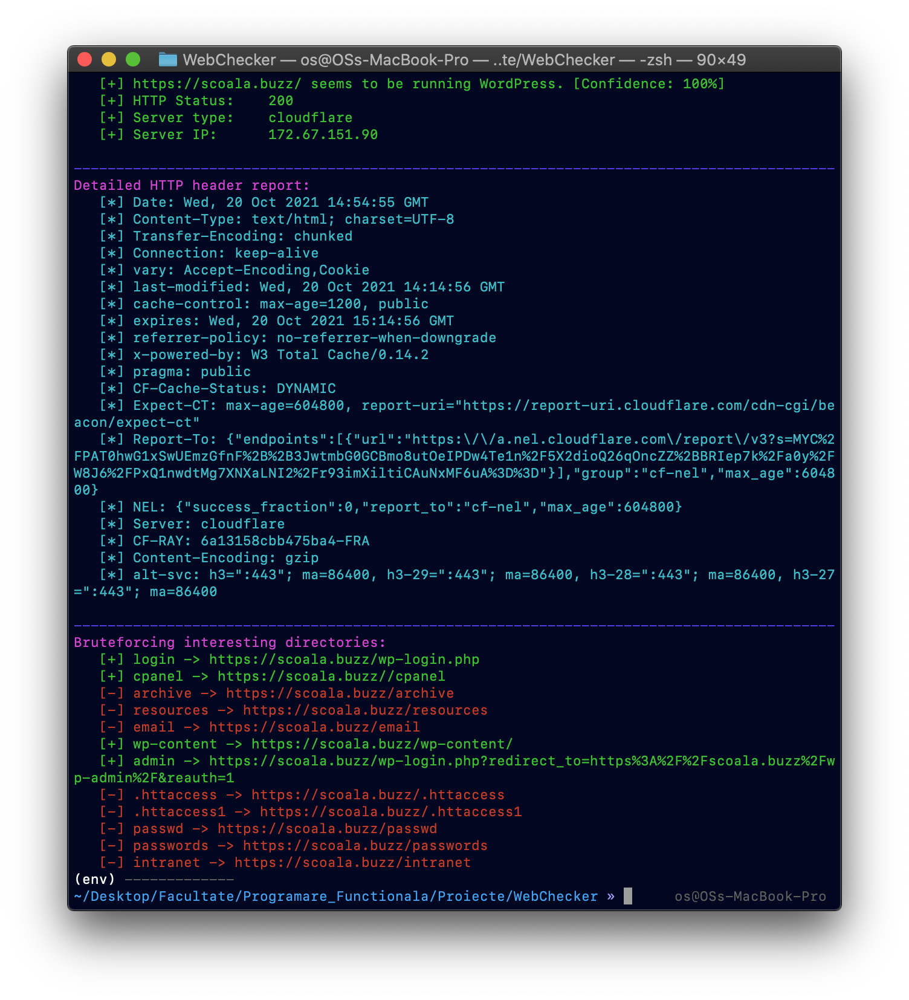 WebChecker — os@OSs-MacBook-Pro — ..te/WebChecker — -zsh — 90×49
[+] https://scoala.buzz/ seems to be running WordPress. [Confidence: 100%]
[+] HTTP Status:    200
[+] Server type:    cloudflare
[+] Server IP:      172.67.151.90
------------------------------------------------------------------------------------------
Detailed HTTP header report:
[*] Date: Wed, 20 Oct 2021 14:54:55 GMT
[*] Content-Type: text/html; charset=UTF-8
[*] Transfer-Encoding: chunked
[*] Connection: keep-alive
[*] vary: Accept-Encoding,Cookie
[*] last-modified: Wed, 20 Oct 2021 14:14:56 GMT
[*] cache-control: max-age=1200, public
[*] expires: Wed, 20 Oct 2021 15:14:56 GMT
[*] referrer-policy: no-referrer-when-downgrade
[*] x-powered-by: W3 Total Cache/0.14.2
[*] pragma: public
[*] CF-Cache-Status: DYNAMIC
[*] Expect-CT: max-age=604800, report-uri="https://report-uri.cloudflare.com/cdn-cgi/be
acon/expect-ct"
[*] Report-To: {"endpoints":[{"url":"https:\/\/a.nel.cloudflare.com\/report\/v3?s=MYC%2
FPAT0hwG1xSwUEmzGfnF%2B%2B3JwtmbG0GCBmo8utOeIPDw4Te1n%2F5X2dioQ26qOncZZ%2BBRIep7k%2Fa0y%2F
W8J6%2FPxQ1nwdtMg7XNXaLNI2%2Fr93imXiltiCAuNxMF6uA%3D%3D"}],"group":"cf-nel","max_age":6048
00}
[*] NEL: {"success_fraction":0,"report_to":"cf-nel","max_age":604800}
[*] Server: cloudflare
[*] CF-RAY: 6a13158cbb475ba4-FRA
[*] Content-Encoding: gzip
[*] alt-svc: h3=":443"; ma=86400, h3-29=":443"; ma=86400, h3-28=":443"; ma=86400, h3-27
=":443"; ma=86400
------------------------------------------------------------------------------------------
Bruteforcing interesting directories:
[+] login -> https://scoala.buzz/wp-login.php
[+] cpanel -> https://scoala.buzz//cpanel
[-] archive -> https://scoala.buzz/archive
[-] resources -> https://scoala.buzz/resources
[-] email -> https://scoala.buzz/email
[+] wp-content -> https://scoala.buzz/wp-content/
[+] admin -> https://scoala.buzz/wp-login.php?redirect_to=https%3A%2F%2Fscoala.buzz%2Fw
p-admin%2F&reauth=1
[-] .httaccess -> https://scoala.buzz/.httaccess
[-] .httaccess1 -> https://scoala.buzz/.httaccess1
[-] passwd -> https://scoala.buzz/passwd
[-] passwords -> https://scoala.buzz/passwords
[-] intranet -> https://scoala.buzz/intranet
(env) -------------
~/Desktop/Facultate/Programare_Functionala/Proiecte/WebChecker » os@OSs-MacBook-Pro